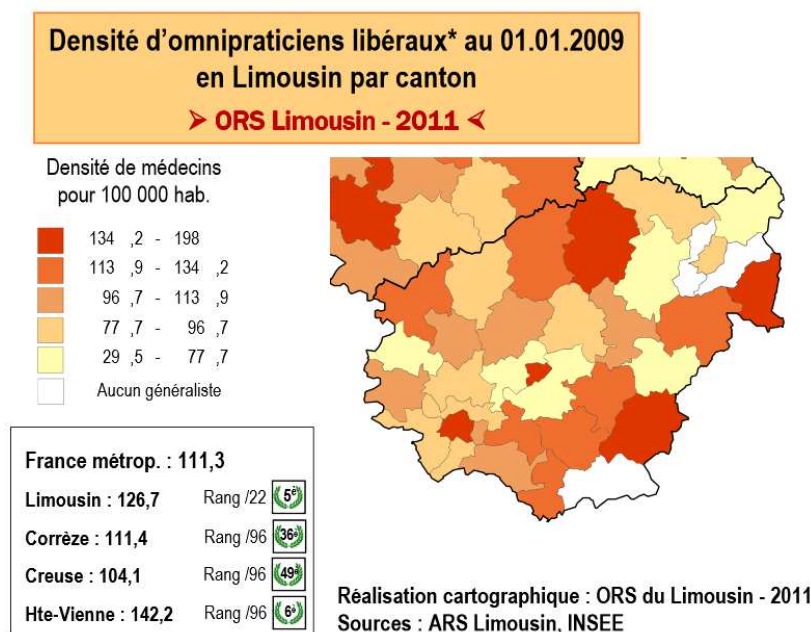 Densité d'omnipraticiens libéraux* au 01.01.2009
en Limousin par canton
➢ ORS Limousin - 2011 ⮜
Densité de médecins
pour 100 000 hab.
134 ,2 - 198
113 ,9 - 134 ,2
96 ,7 - 113 ,9
77 ,7 - 96 ,7
29 ,5 - 77 ,7
Aucun généraliste
France métrop. : 111,3
Limousin : 126,7 Rang /22 5e
Corrèze : 111,4 Rang /96 36e
Creuse : 104,1 Rang /96 49e
Hte-Vienne : 142,2 Rang /96 6e
Réalisation cartographique : ORS du Limousin - 2011
Sources : ARS Limousin, INSEE